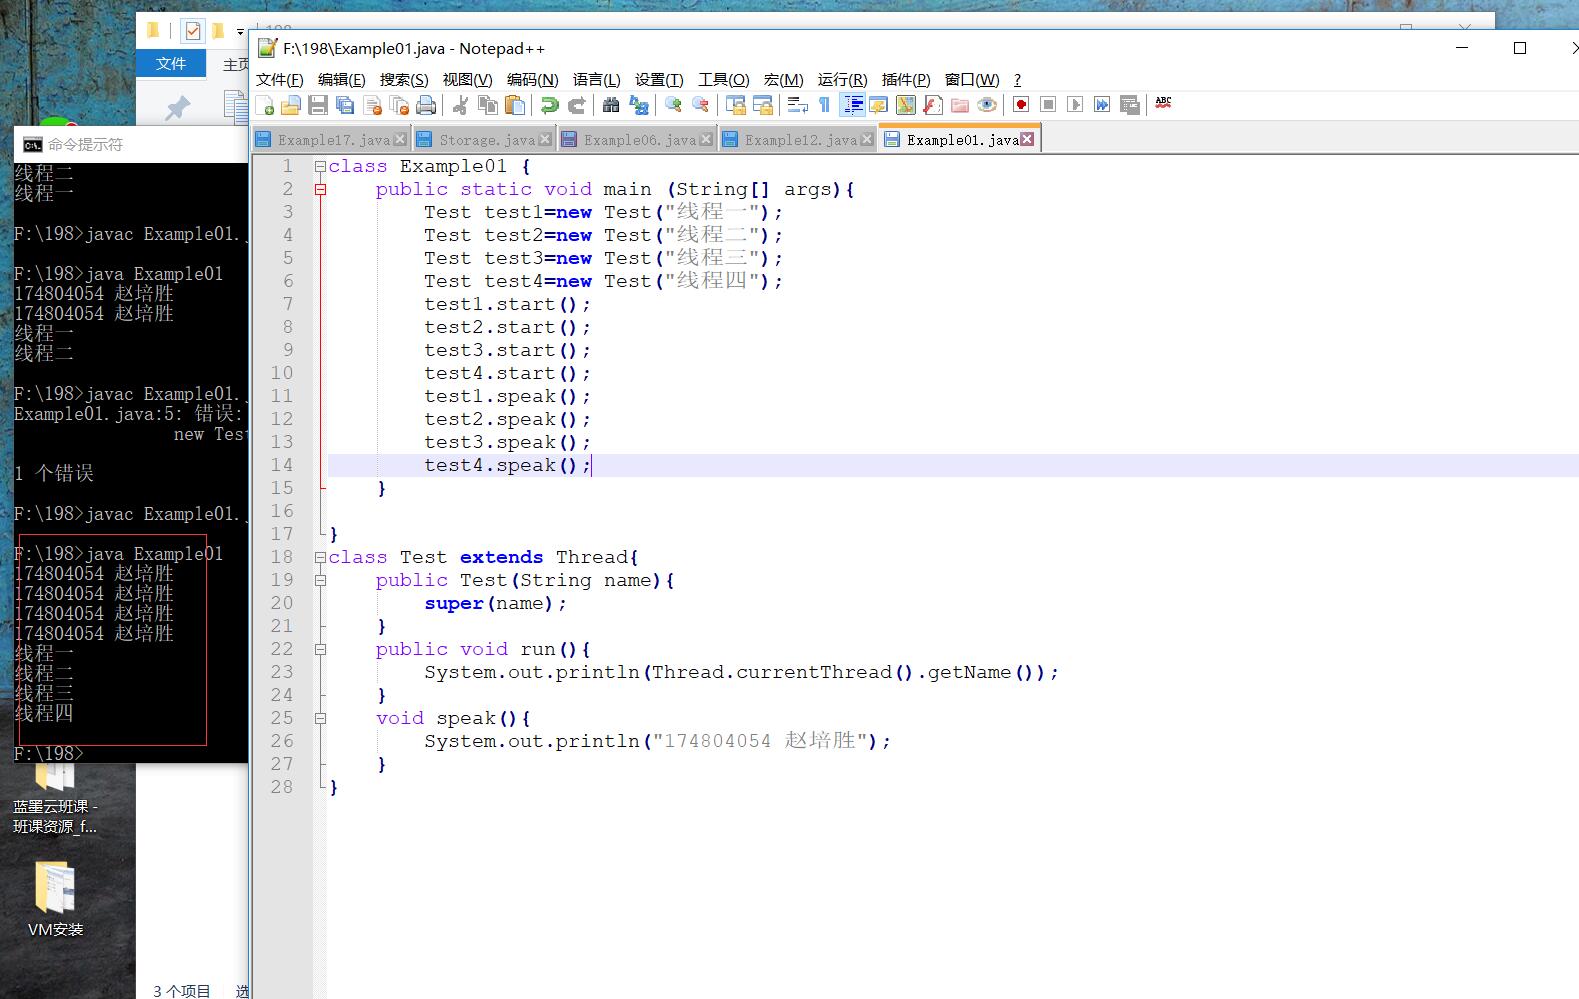 文件
主页
F:\198\Example01.java - Notepad++
文件(F) 编辑(E) 搜索(S) 视图(V) 编码(N) 语言(L) 设置(T) 工具(O) 宏(M) 运行(R) 插件(P) 窗口(W) ?
ABC
Example17.java Storage.java Example06.java Example12.java Example01.java
1 class Example01 {
2 public static void main (String[] args){
3 Test test1=new Test("线程一");
4 Test test2=new Test("线程二");
5 Test test3=new Test("线程三");
6 Test test4=new Test("线程四");
7 test1.start();
8 test2.start();
9 test3.start();
10 test4.start();
11 test1.speak();
12 test2.speak();
13 test3.speak();
14 test4.speak();
15 }
16
17 }
18 class Test extends Thread{
19 public Test(String name){
20 super(name);
21 }
22 public void run(){
23 System.out.println(Thread.currentThread().getName());
24 }
25 void speak(){
26 System.out.println("174804054 赵培胜");
27 }
28 }
命令提示符
线程二
线程一
F:\198>javac Example01.
F:\198>java Example01
174804054 赵培胜
174804054 赵培胜
线程一
线程二
F:\198>javac Example01.
Example01.java:5: 错误:
new Test
1 个错误
F:\198>javac Example01.
F:\198>java Example01
174804054 赵培胜
174804054 赵培胜
174804054 赵培胜
174804054 赵培胜
线程一
线程二
线程三
线程四
F:\198>
蓝墨云班课 -
班课资源_f...
VM安装
3 个项目 选